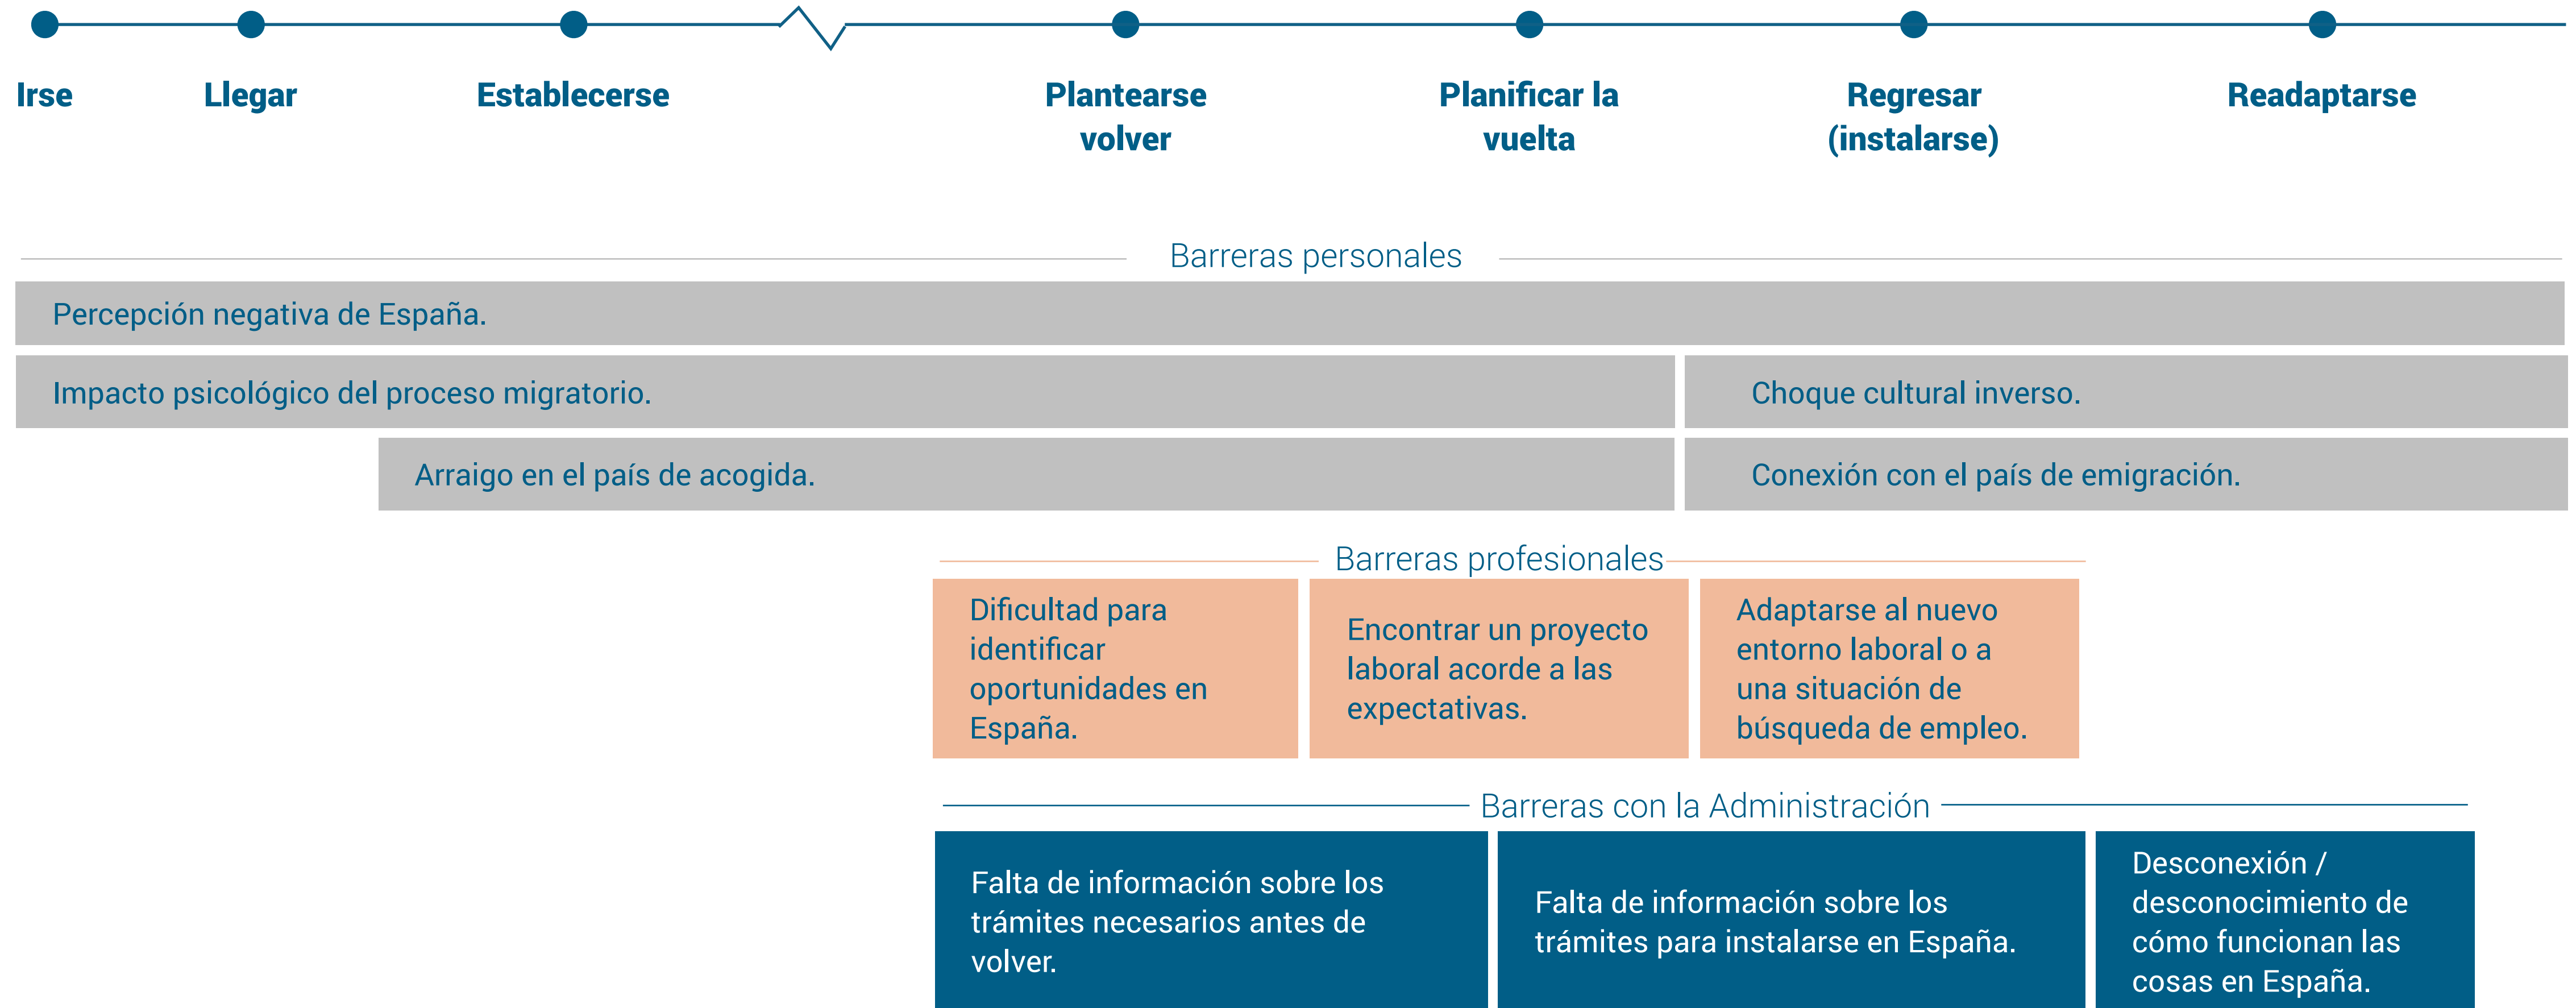 Irse
Llegar
Establecerse
Plantearse
volver
Planificar la
vuelta
Regresar
(instalarse)
Readaptarse
Barreras personales
Percepción negativa de España.
Impacto psicológico del proceso migratorio.
Choque cultural inverso.
Arraigo en el país de acogida.
Conexión con el país de emigración.
Barreras profesionales
Dificultad para
identificar
oportunidades en
España.
Encontrar un proyecto
laboral acorde a las
expectativas.
Adaptarse al nuevo
entorno laboral o a
una situación de
búsqueda de empleo.
Barreras con la Administración
Falta de información sobre los
trámites necesarios antes de
volver.
Falta de información sobre los
trámites para instalarse en España.
Desconexión /
desconocimiento de
cómo funcionan las
cosas en España.